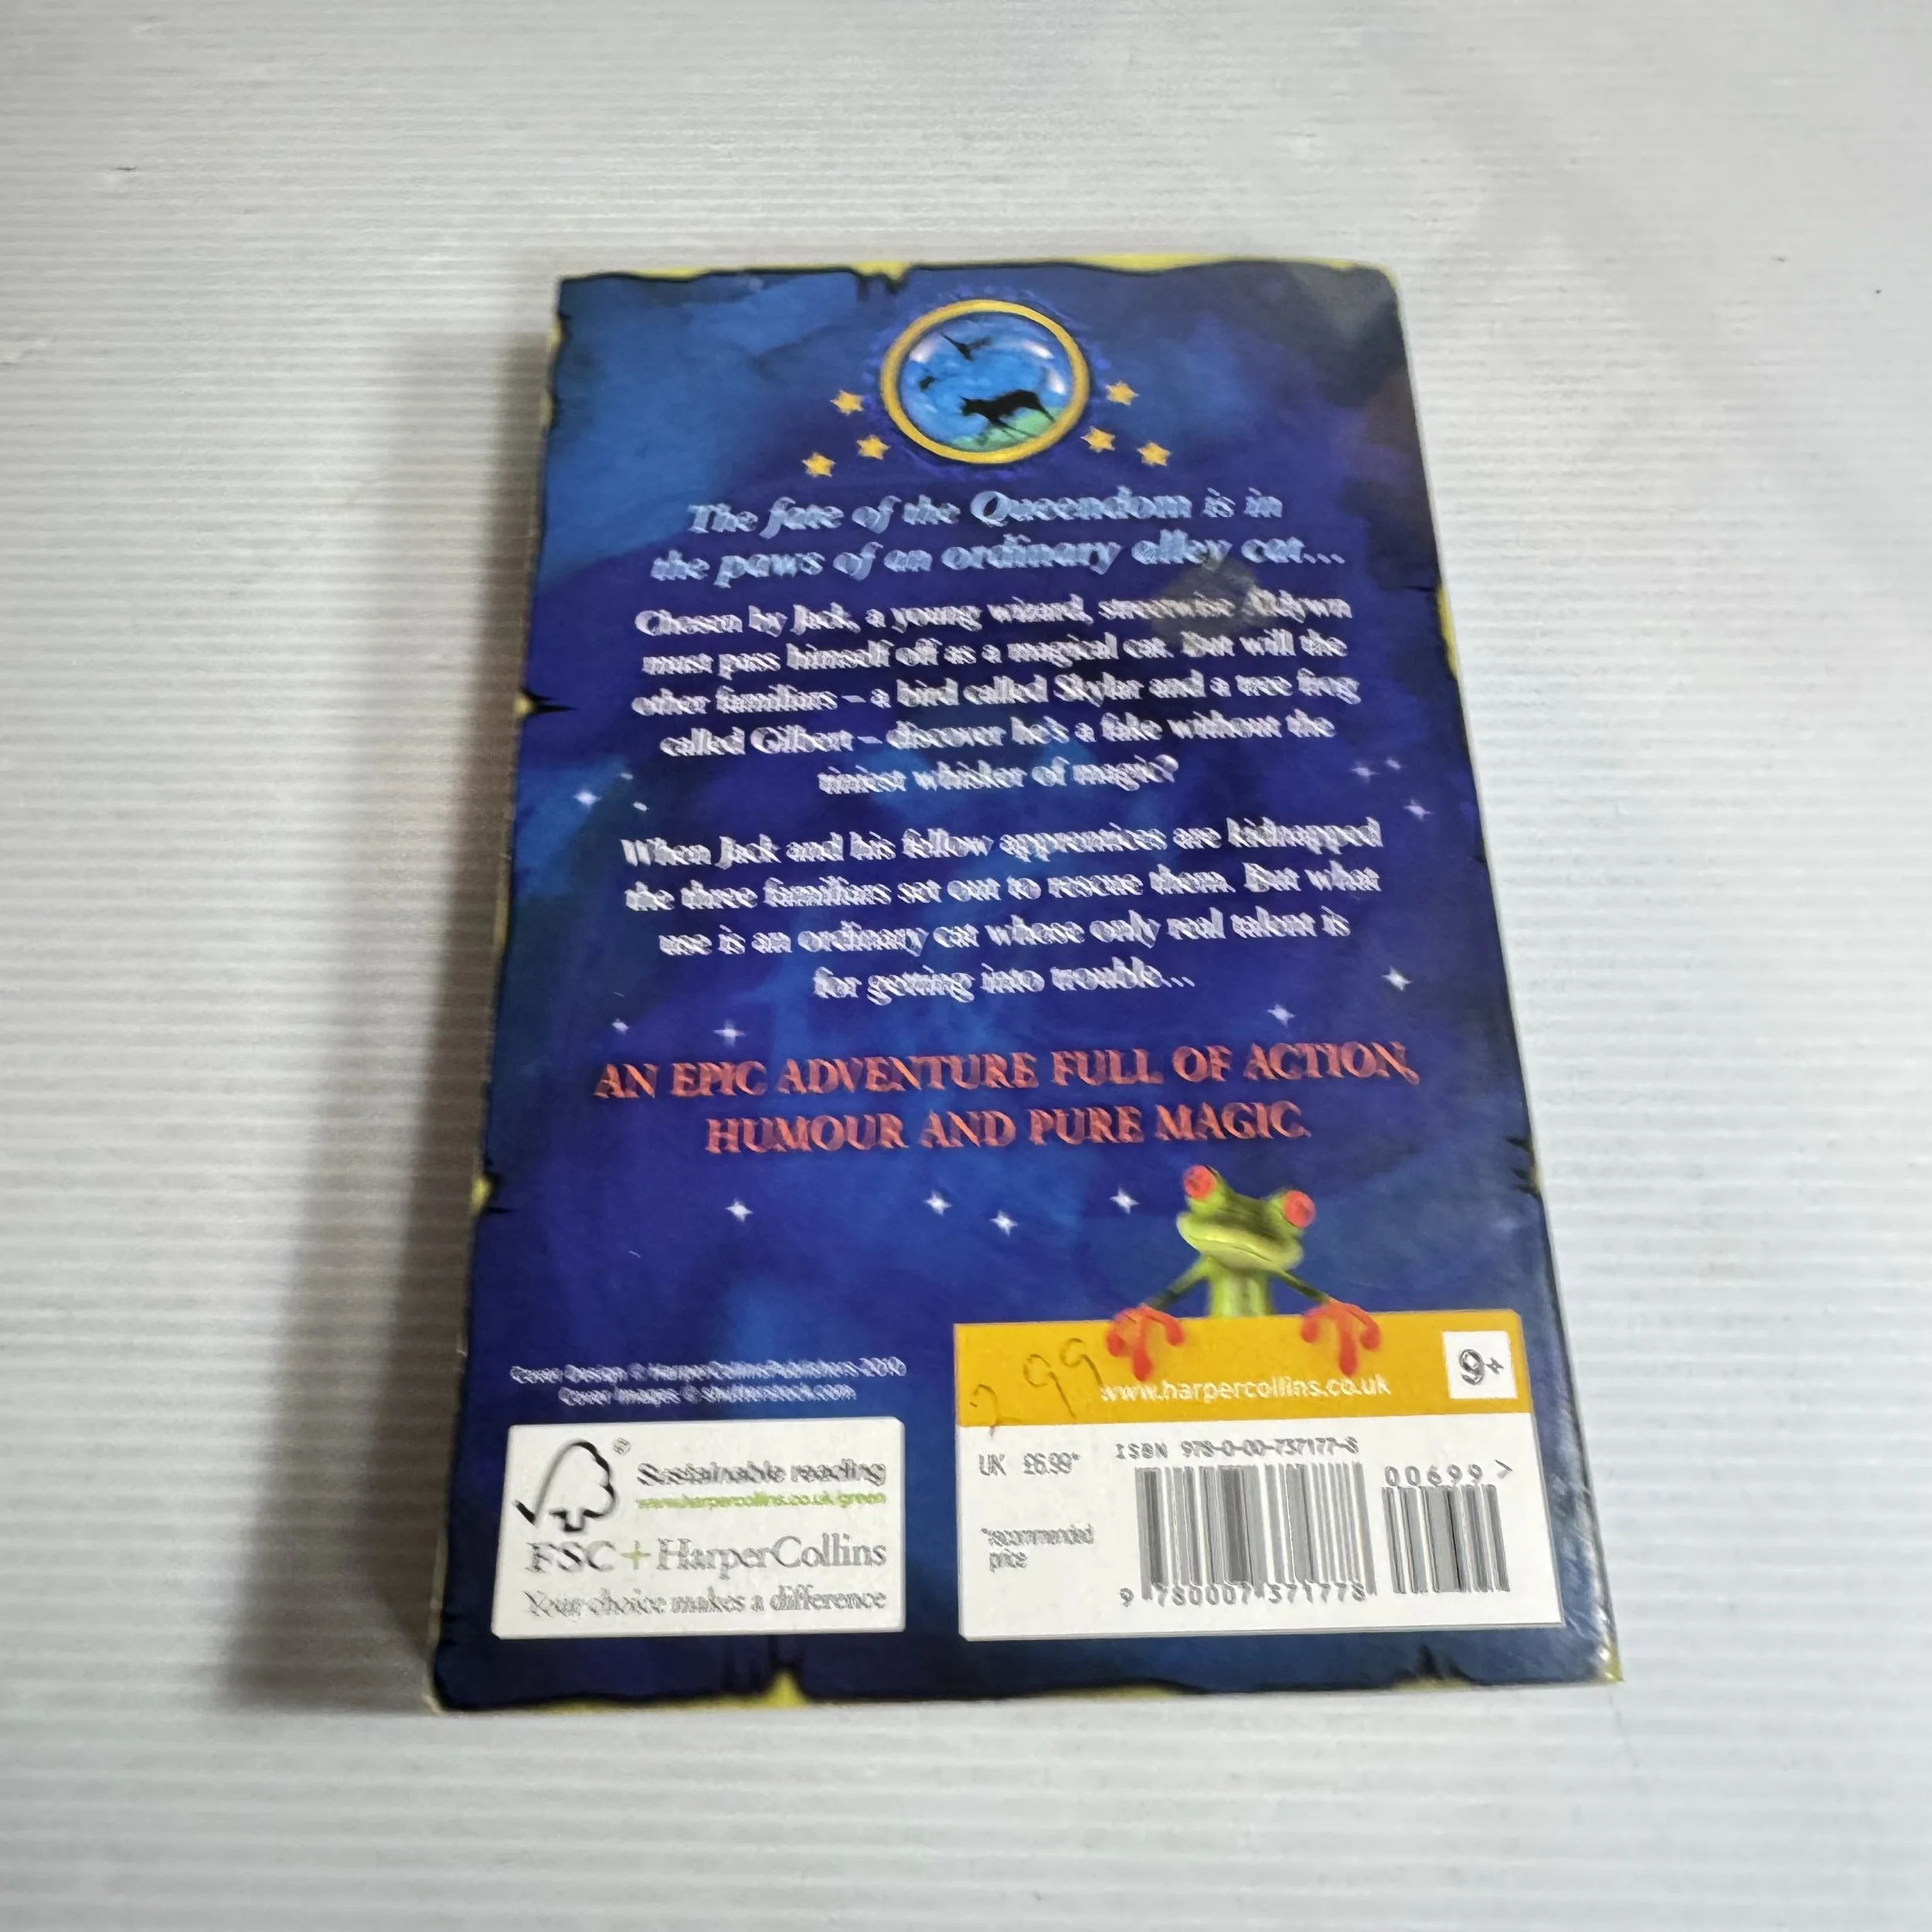 The fate of the Queendom is in
the paws of an ordinary alley cat...
Chosen by Jack, a young wizard, streetwise Aldwyn
must pass himself off as a magical cat. But will the
other familiars – a bird called Skylar and a tree frog
called Gilbert – discover he's a fake without the
tiniest whisker of magic?
When Jack and his fellow apprentices are kidnapped
the three familiars set out to rescue them. But what
use is an ordinary cat whose only real talent is
for getting into trouble...
AN EPIC ADVENTURE FULL OF ACTION,
HUMOUR AND PURE MAGIC.
Cover Design © HarperCollinsPublishers 2010
Cover images © shutterstock.com
®
Sustainable reading
www.harpercollins.co.uk/green
FSC + HarperCollins
Your choice makes a difference
2 99
www.harpercollins.co.uk
9+
UK £6.99*
ISBN 978-0-00-737177-8
00699 >
*recommended
price
9 780007 371778